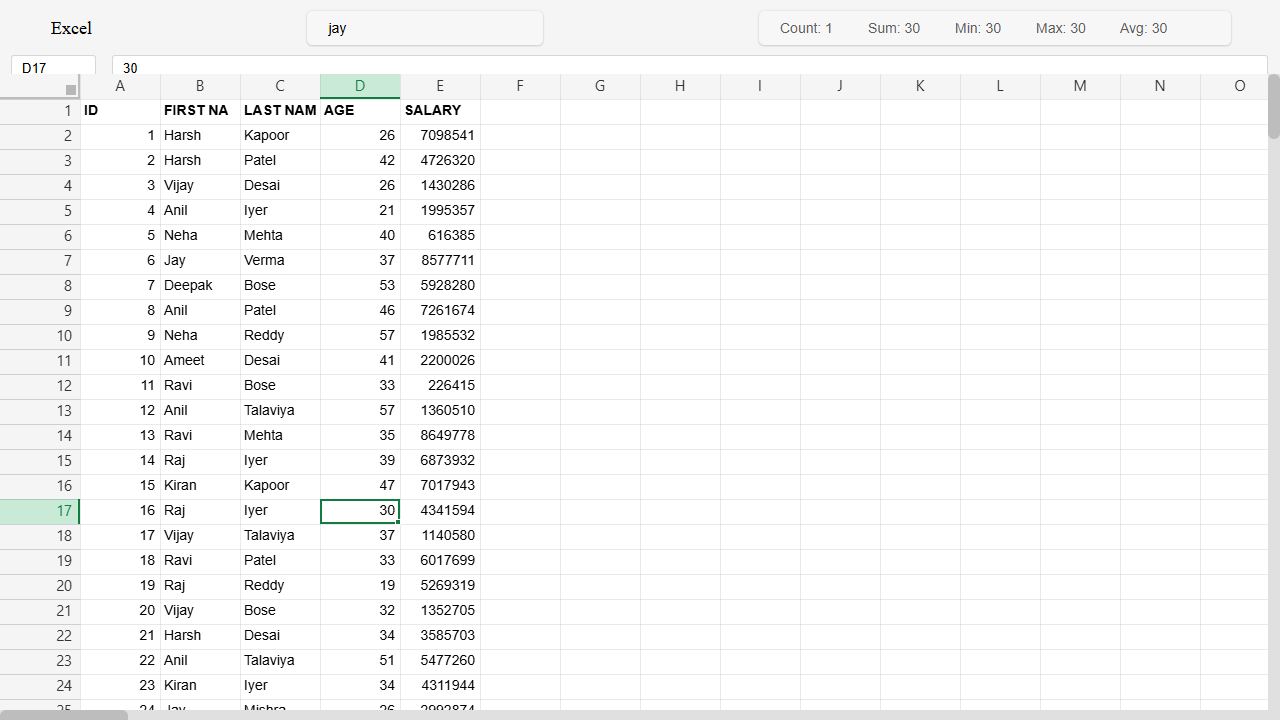 Excel jay Count: 1 Sum: 30 Min: 30 Max: 30 Avg: 30
D17 30
A B C D E F G H I J K L M N O
1 ID FIRST NA LAST NAM AGE SALARY
2 1 Harsh Kapoor 26 7098541
3 2 Harsh Patel 42 4726320
4 3 Vijay Desai 26 1430286
5 4 Anil Iyer 21 1995357
6 5 Neha Mehta 40 616385
7 6 Jay Verma 37 8577711
8 7 Deepak Bose 53 5928280
9 8 Anil Patel 46 7261674
10 9 Neha Reddy 57 1985532
11 10 Ameet Desai 41 2200026
12 11 Ravi Bose 33 226415
13 12 Anil Talaviya 57 1360510
14 13 Ravi Mehta 35 8649778
15 14 Raj Iyer 39 6873932
16 15 Kiran Kapoor 47 7017943
17 16 Raj Iyer 30 4341594
18 17 Vijay Talaviya 37 1140580
19 18 Ravi Patel 33 6017699
20 19 Raj Reddy 19 5269319
21 20 Vijay Bose 32 1352705
22 21 Harsh Desai 34 3585703
23 22 Anil Talaviya 51 5477260
24 23 Kiran Iyer 34 4311944
25 24 Jay Mishra 26 2992874